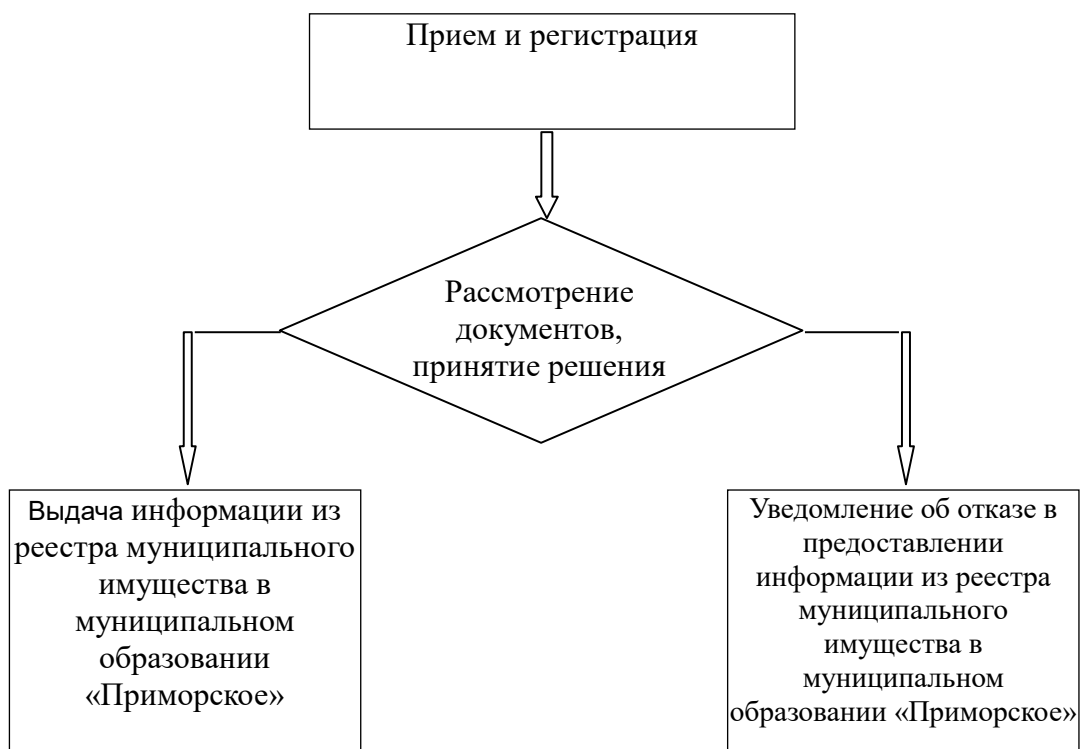 Прием и регистрация
Рассмотрение
документов,
принятие решения
Выдача информации из
реестра муниципального
имущества в
муниципальном
образовании
«Приморское»
Уведомление об отказе в
предоставлении
информации из реестра
муниципального
имущества в
муниципальном
образовании «Приморское»